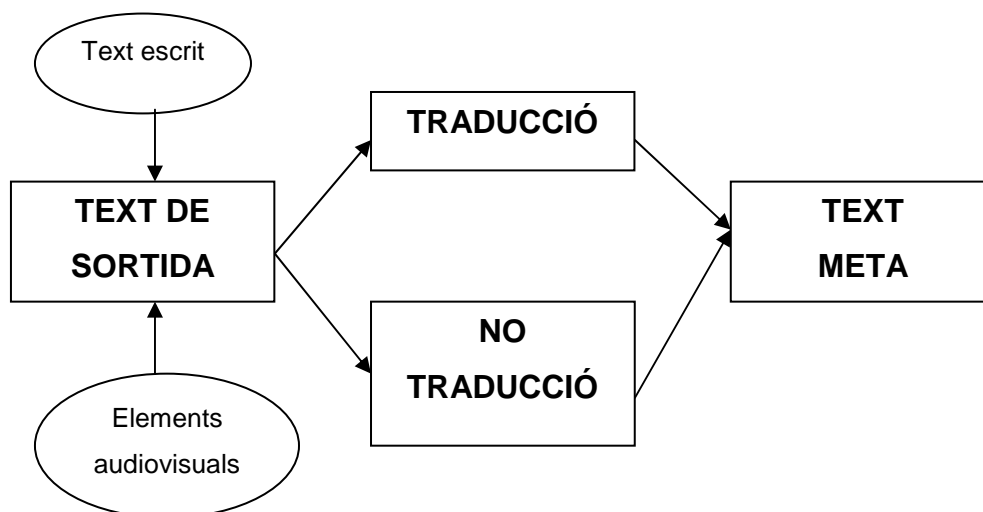 Text escrit
TRADUCCIÓ
TEXT DE
SORTIDA
TEXT
META
NO
TRADUCCIÓ
Elements
audiovisuals